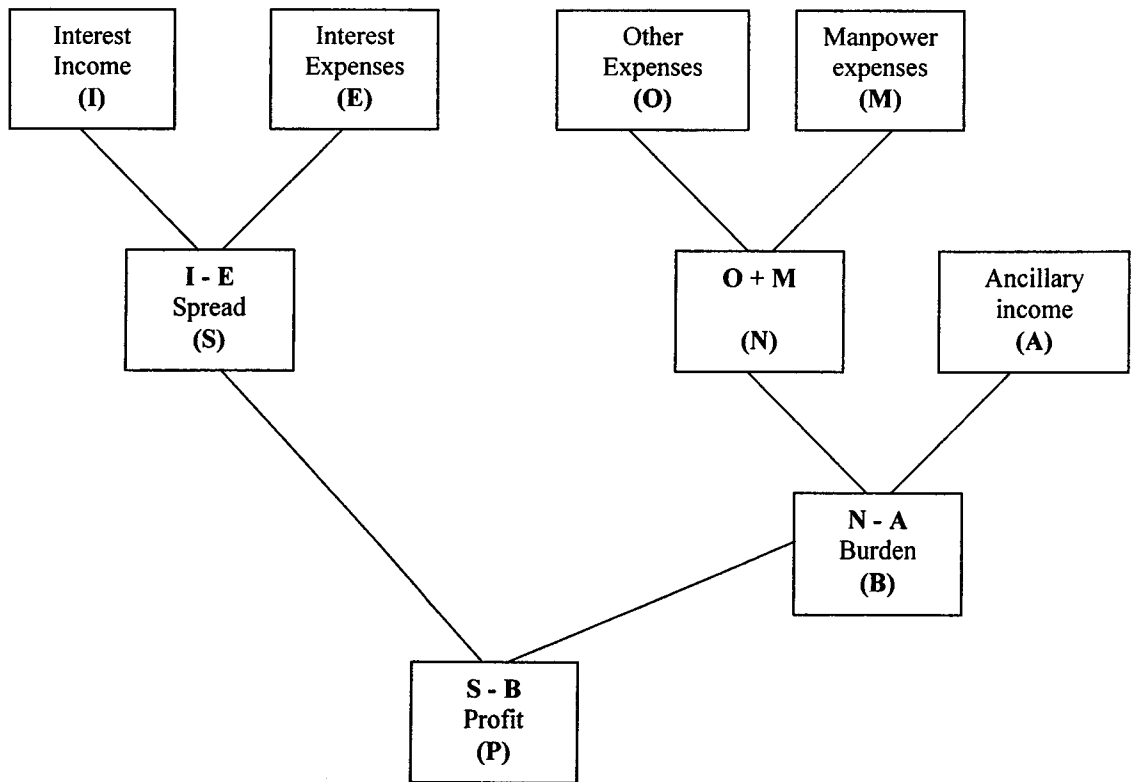 Interest
Income
(I)
Interest
Expenses
(E)
Other
Expenses
(O)
Manpower
expenses
(M)
I - E
Spread
(S)
O + M
(N)
Ancillary
income
(A)
N - A
Burden
(B)
S - B
Profit
(P)